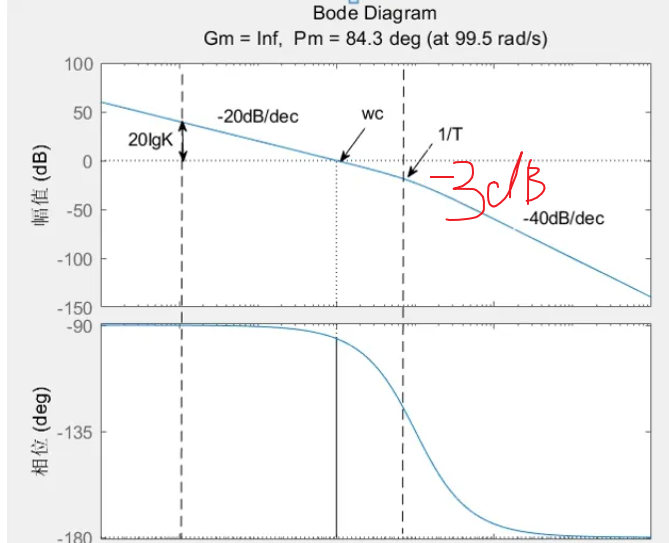 Bode Diagram
Gm = Inf,  Pm = 84.3 deg (at 99.5 rad/s)
100
50
0
-50
-100
-150
幅值 (dB)
20lgK
-20dB/dec
wc
1/T
-3dB
-40dB/dec
-90
-135
-180
相位 (deg)